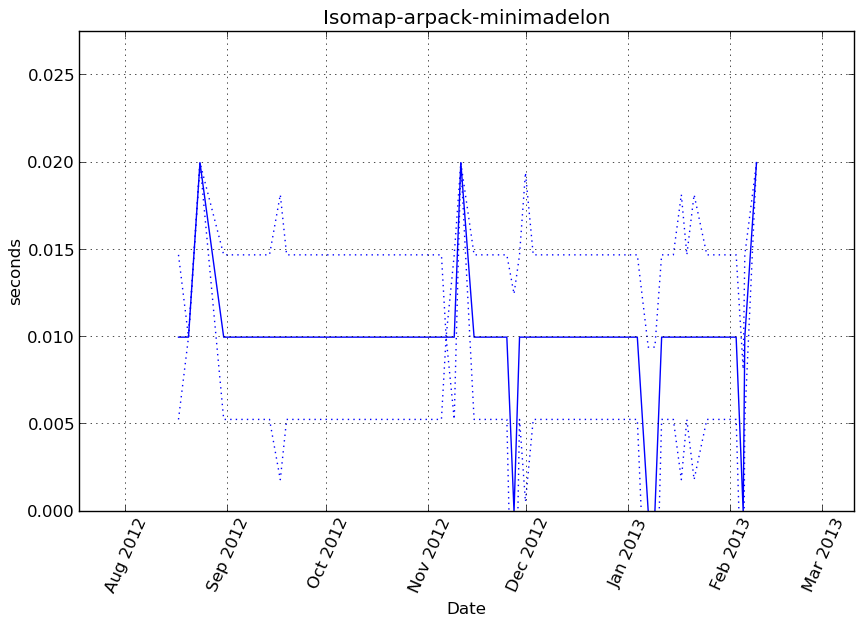 Isomap-arpack-minimadelon
0.025
0.020
0.015
0.010
0.005
0.000
seconds
Aug 2012
Sep 2012
Oct 2012
Nov 2012
Dec 2012
Jan 2013
Feb 2013
Mar 2013
Date